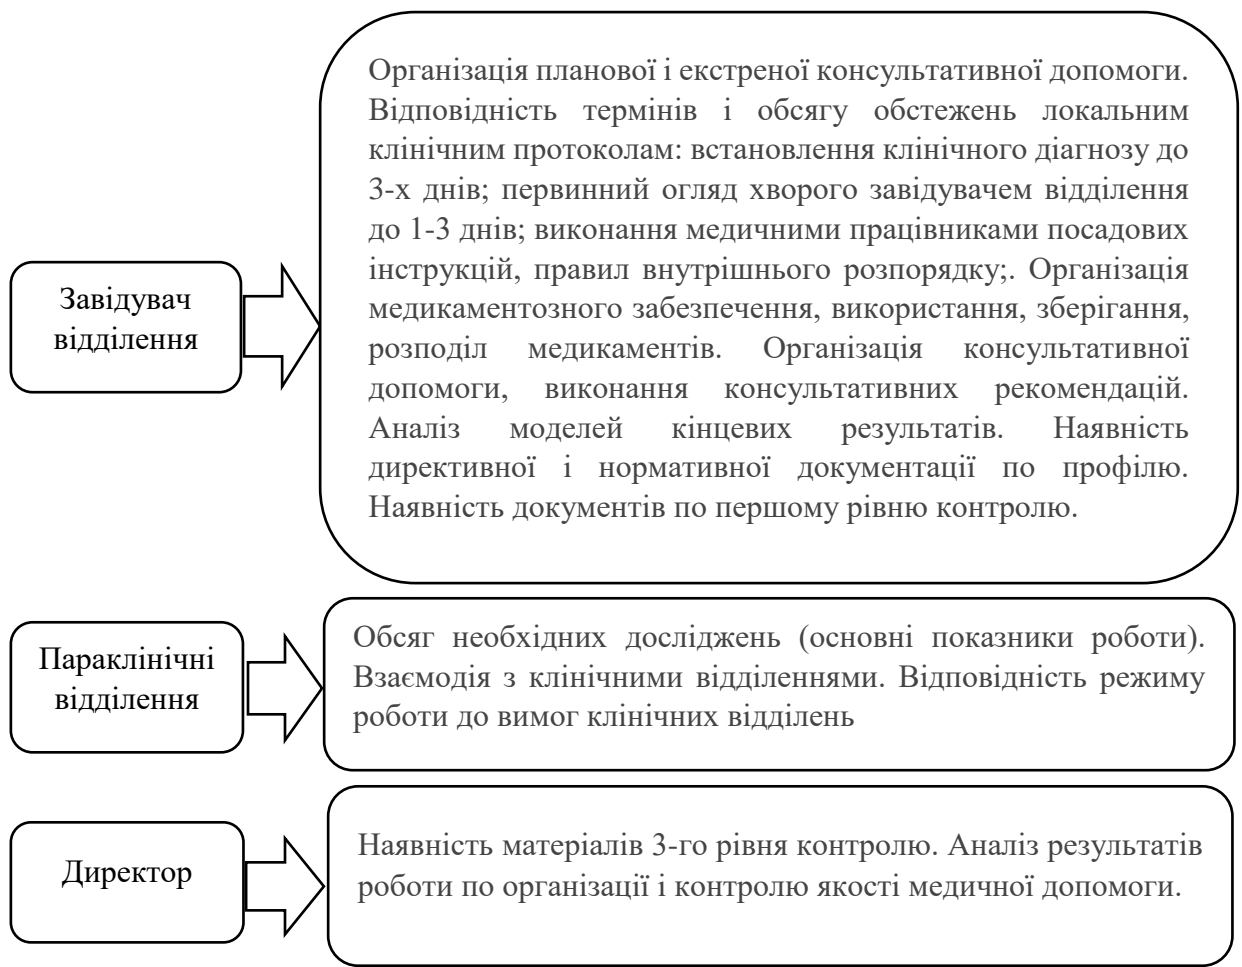 Завідувач
відділення
Організація планової і екстреної консультативної допомоги.
Відповідність термінів і обсягу обстежень локальним
клінічним протоколам: встановлення клінічного діагнозу до
3-х днів; первинний огляд хворого завідувачем відділення
до 1-3 днів; виконання медичними працівниками посадових
інструкцій, правил внутрішнього розпорядку;. Організація
медикаментозного забезпечення, використання, зберігання,
розподіл медикаментів. Організація консультативної
допомоги, виконання консультативних рекомендацій.
Аналіз моделей кінцевих результатів. Наявність
директивної і нормативної документації по профілю.
Наявність документів по першому рівню контролю.
Параклінічні
відділення
Обсяг необхідних досліджень (основні показники роботи).
Взаємодія з клінічними відділеннями. Відповідність режиму
роботи до вимог клінічних відділень
Директор
Наявність матеріалів 3-го рівня контролю. Аналіз результатів
роботи по організації і контролю якості медичної допомоги.